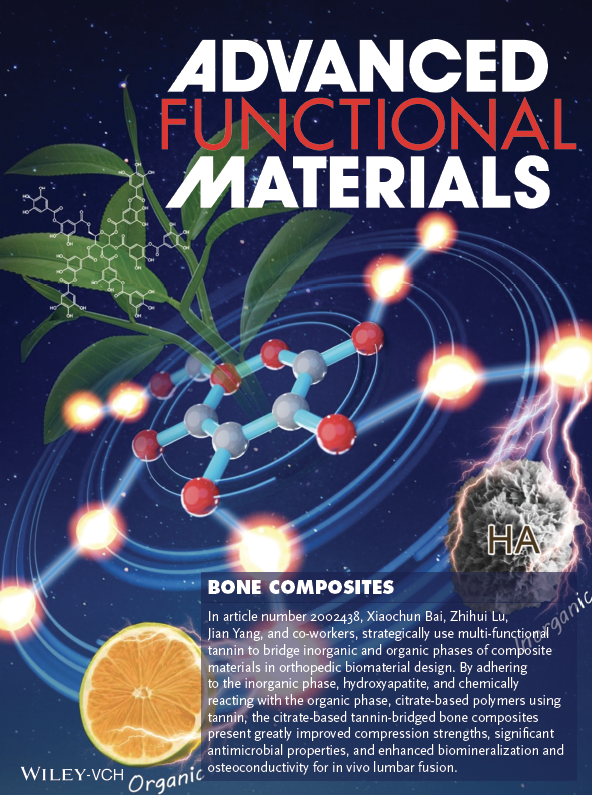 ADVANCED
FUNCTIONAL
MATERIALS
HA
Inorganic
BONE COMPOSITES
In article number 2002438, Xiaochun Bai, Zhihui Lu,
Jian Yang, and co-workers, strategically use multi-functional
tannin to bridge inorganic and organic phases of composite
materials in orthopedic biomaterial design. By adhering
to the inorganic phase, hydroxyapatite, and chemically
reacting with the organic phase, citrate-based polymers using
tannin, the citrate-based tannin-bridged bone composites
present greatly improved compression strengths, significant
antimicrobial properties, and enhanced biomineralization and
osteoconductivity for in vivo lumbar fusion.
WILEY-VCH
Organic